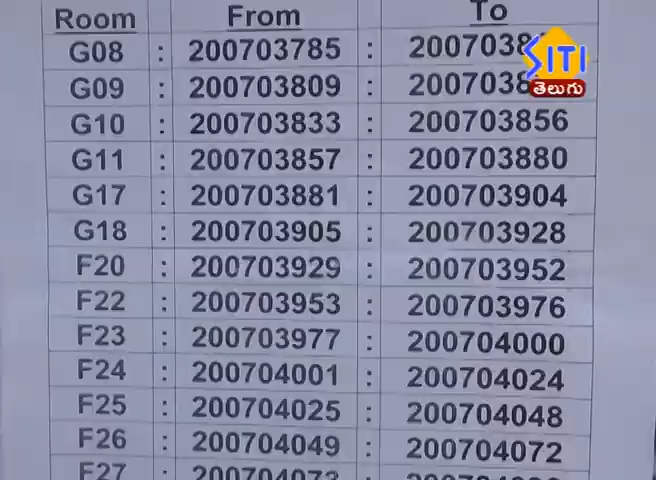 Room From To
G08 : 200703785 :
SITI
తెలుగు
G09 : 200703809 :
G10 : 200703833 : 200703856
G11 : 200703857 : 200703880
G17 : 200703881 : 200703904
G18 : 200703905 : 200703928
F20 : 200703929 : 200703952
F22 : 200703953 : 200703976
F23 : 200703977 : 200704000
F24 : 200704001 : 200704024
F25 : 200704025 : 200704048
F26 : 200704049 : 200704072
F27 : 200704073 :